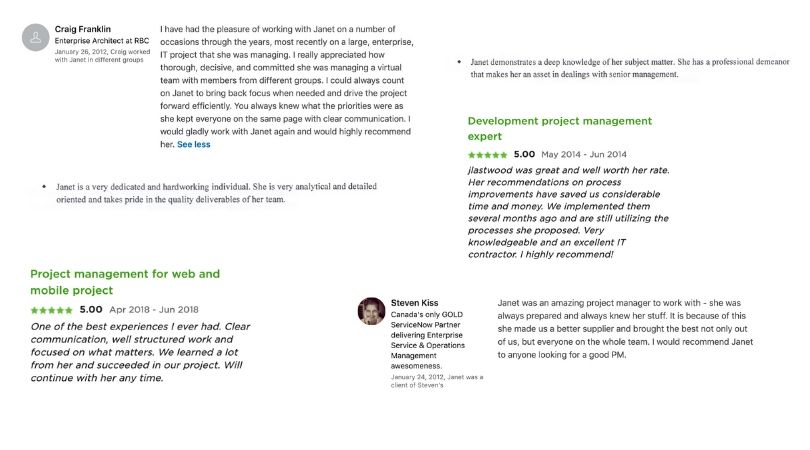 Craig Franklin
Enterprise Architect at RBC
January 26, 2012, Craig worked
with Janet in different groups
I have had the pleasure of working with Janet on a number of
occasions through the years, most recently on a large, enterprise,
IT project that she was managing. I really appreciated how
thorough, decisive, and committed she was managing a virtual
team with members from different groups. I could always count
on Janet to bring back focus when needed and drive the project
forward efficiently. You always knew what the priorities were as
she kept everyone on the same page with clear communication. I
would gladly work with Janet again and would highly recommend
her. See less
• Janet demonstrates a deep knowledge of her subject matter. She has a professional demeanor
that makes her an asset in dealings with senior management.
Development project management
expert
★★★★★ 5.00 May 2014 - Jun 2014
jlastwood was great and well worth her rate.
Her recommendations on process
improvements have saved us considerable
time and money. We implemented them
several months ago and are still utilizing the
processes she proposed. Very
knowledgeable and an excellent IT
contractor. I highly recommend!
• Janet is a very dedicated and hardworking individual. She is very analytical and detailed
oriented and takes pride in the quality deliverables of her team.
Project management for web and
mobile project
★★★★★ 5.00 Apr 2018 - Jun 2018
One of the best experiences I ever had. Clear
communication, well structured work and
focused on what matters. We learned a lot
from her and succeeded in our project. Will
continue with her any time.
Steven Kiss
Canada's only GOLD
ServiceNow Partner
delivering Enterprise
Service & Operations
Management
awesomeness.
January 24, 2012, Janet was a
client of Steven's
Janet was an amazing project manager to work with - she was
always prepared and always knew her stuff. It is because of this
she made us a better supplier and brought the best not only out
of us, but everyone on the whole team. I would recommend Janet
to anyone looking for a good PM.